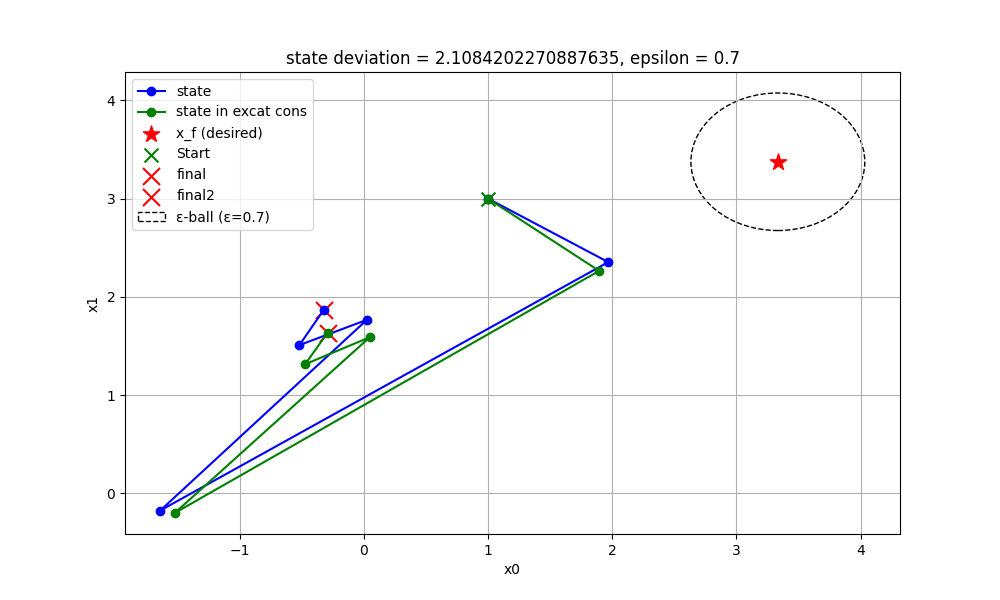 state deviation = 2.1084202270887635, epsilon = 0.7
state
state in excat cons
x_f (desired)
Start
final
final2
ε-ball (ε=0.7)
4
3
2
1
0
x1
−1
0
1
2
3
4
x0